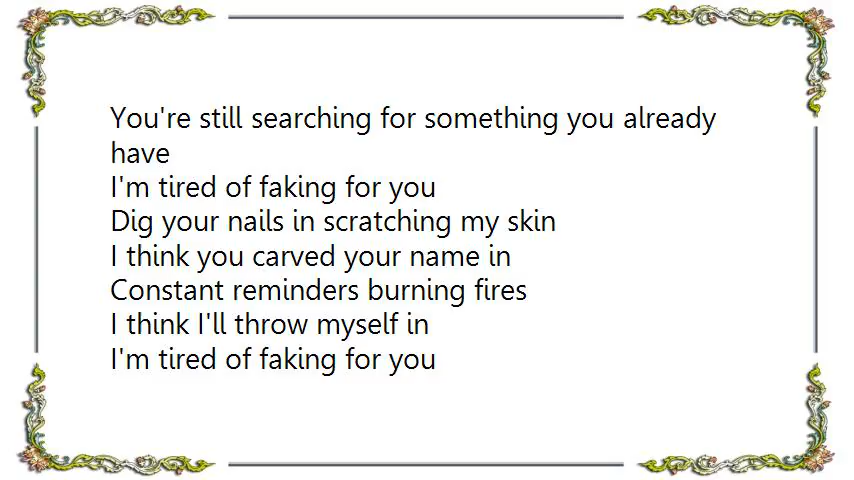 You're still searching for something you already
have
I'm tired of faking for you
Dig your nails in scratching my skin
I think you carved your name in
Constant reminders burning fires
I think I'll throw myself in
I'm tired of faking for you